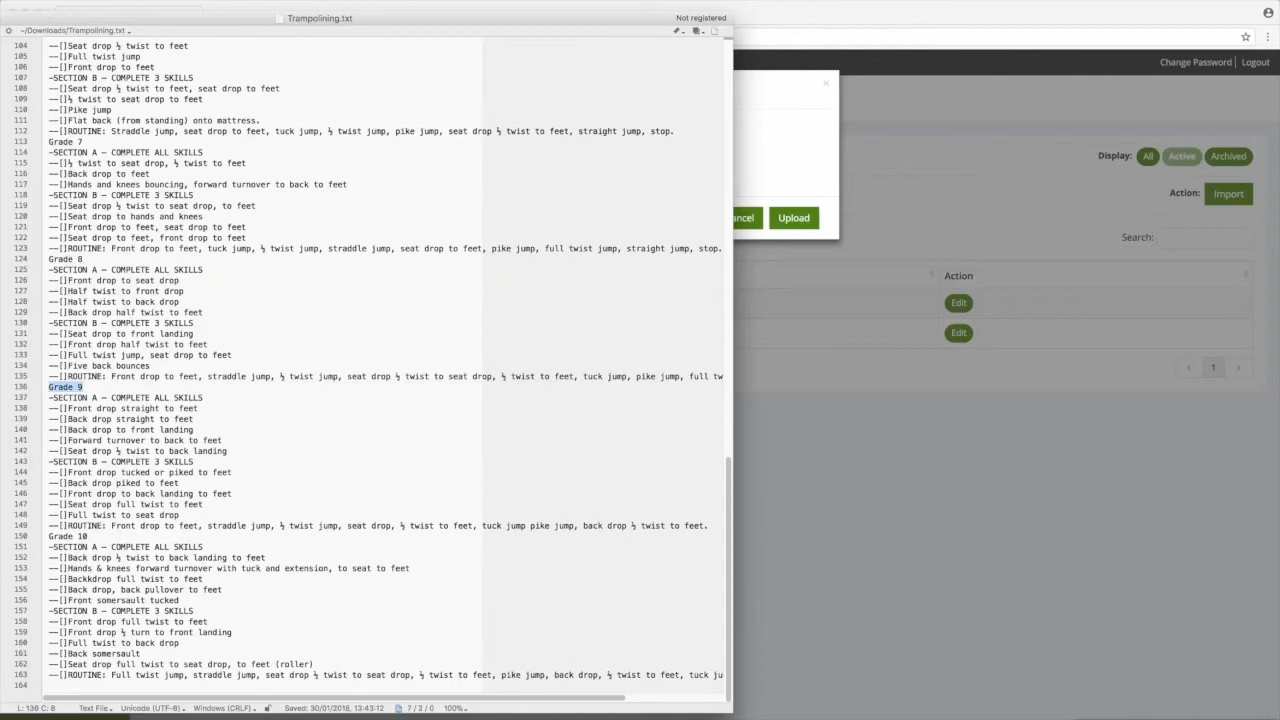 Trampolining.txt
Not registered
~/Downloads/Trampolining.txt
104 --[]Seat drop ½ twist to feet
105 --[]Full twist jump
106 --[]Front drop to feet
107 -SECTION B – COMPLETE 3 SKILLS
108 --[]Seat drop ½ twist to feet, seat drop to feet
109 --[]½ twist to seat drop to feet
110 --[]Pike jump
111 --[]Flat back (from standing) onto mattress.
112 --[]ROUTINE: Straddle jump, seat drop to feet, tuck jump, ½ twist jump, pike jump, seat drop ½ twist to feet, straight jump, stop.
113 Grade 7
114 -SECTION A – COMPLETE ALL SKILLS
115 --[]½ twist to seat drop, ½ twist to feet
116 --[]Back drop to feet
117 --[]Hands and knees bouncing, forward turnover to back to feet
118 -SECTION B – COMPLETE 3 SKILLS
119 --[]Seat drop ½ twist to seat drop, to feet
120 --[]Seat drop to hands and knees
121 --[]Front drop to feet, seat drop to feet
122 --[]Seat drop to feet, front drop to feet
123 --[]ROUTINE: Front drop to feet, tuck jump, ½ twist jump, straddle jump, seat drop to feet, pike jump, full twist jump, straight jump, stop.
124 Grade 8
125 -SECTION A – COMPLETE ALL SKILLS
126 --[]Front drop to seat drop
127 --[]Half twist to front drop
128 --[]Half twist to back drop
129 --[]Back drop half twist to feet
130 -SECTION B – COMPLETE 3 SKILLS
131 --[]Seat drop to front landing
132 --[]Front drop half twist to feet
133 --[]Full twist jump, seat drop to feet
134 --[]Five back bounces
135 --[]ROUTINE: Front drop to feet, straddle jump, ½ twist jump, seat drop ½ twist to seat drop, ½ twist to feet, tuck jump, pike jump, full tw
136 Grade 9
137 -SECTION A – COMPLETE ALL SKILLS
138 --[]Front drop straight to feet
139 --[]Back drop straight to feet
140 --[]Back drop to front landing
141 --[]Forward turnover to back to feet
142 --[]Seat drop ½ twist to back landing
143 -SECTION B – COMPLETE 3 SKILLS
144 --[]Front drop tucked or piked to feet
145 --[]Back drop piked to feet
146 --[]Front drop to back landing to feet
147 --[]Seat drop full twist to feet
148 --[]Full twist to seat drop
149 --[]ROUTINE: Front drop to feet, straddle jump, ½ twist jump, seat drop, ½ twist to feet, tuck jump pike jump, back drop ½ twist to feet.
150 Grade 10
151 -SECTION A – COMPLETE ALL SKILLS
152 --[]Back drop ½ twist to back landing to feet
153 --[]Hands & knees forward turnover with tuck and extension, to seat to feet
154 --[]Backkdrop full twist to feet
155 --[]Back drop, back pullover to feet
156 --[]Front somersault tucked
157 -SECTION B – COMPLETE 3 SKILLS
158 --[]Front drop full twist to feet
159 --[]Front drop ½ turn to front landing
160 --[]Full twist to back drop
161 --[]Back somersault
162 --[]Seat drop full twist to seat drop, to feet (roller)
163 --[]ROUTINE: Full twist jump, straddle jump, seat drop ½ twist to seat drop, ½ twist to feet, pike jump, back drop, ½ twist to feet, tuck ju
164
L: 136 C: 8 Text File Unicode (UTF-8) Windows (CRLF) Saved: 30/01/2018, 13:43:12 7 / 2 / 0 100%
Change Password | Logout
×
Display: All Active Archived
Action: Import
ancel Upload
Search:
Action
Edit
Edit
‹ 1 ›